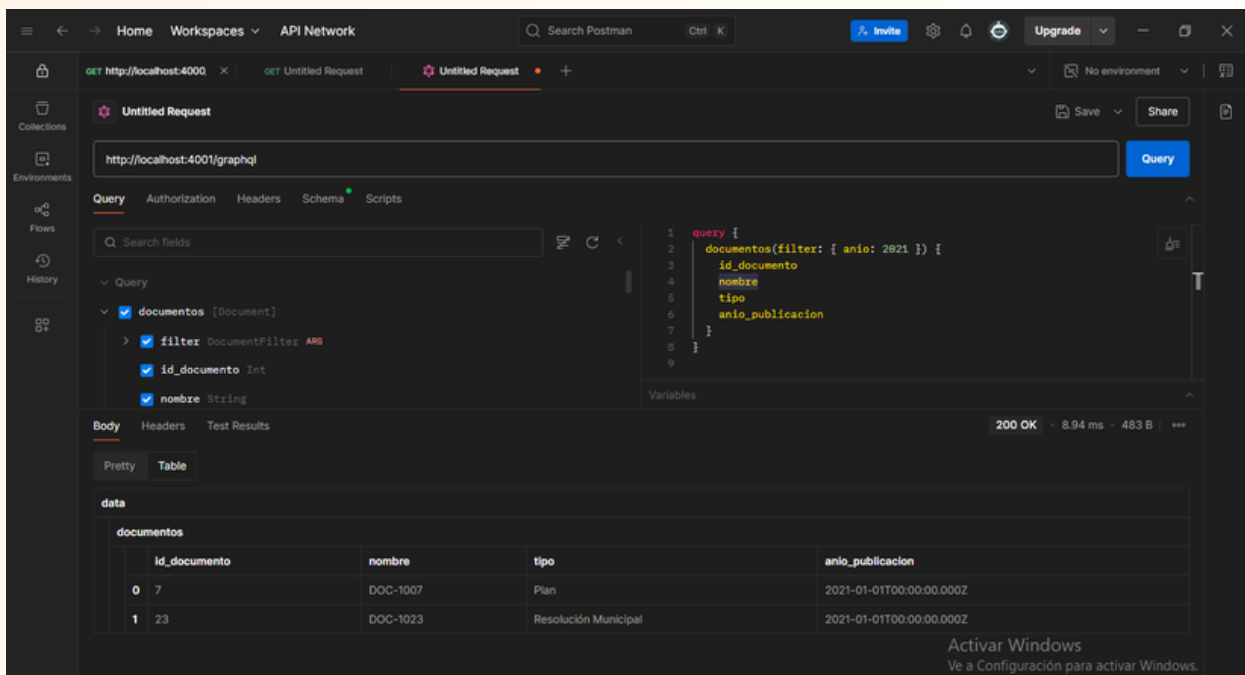 Home Workspaces API Network Search Postman Ctrl K Invite Upgrade
GET http://localhost:4000 GET Untitled Request Untitled Request No environment
Untitled Request Save Share
Collections
http://localhost:4001/graphql Query
Environments
Query Authorization Headers Schema Scripts
Flows
Search fields
History
Query
documentos [Document]
filter DocumentFilter ARG
id_documento Int
nombre String
1 query {
2 documentos(filter: { anio: 2021 }) {
3 id_documento
4 nombre
5 tipo
6 anio_publicacion
7 }
8 }
9
Variables
Body Headers Test Results 200 OK • 8.94 ms • 483 B
Pretty Table
data
documentos
id_documento nombre tipo anio_publicacion
0 7 DOC-1007 Plan 2021-01-01T00:00:00.000Z
1 23 DOC-1023 Resolución Municipal 2021-01-01T00:00:00.000Z
Activar Windows
Ve a Configuración para activar Windows.